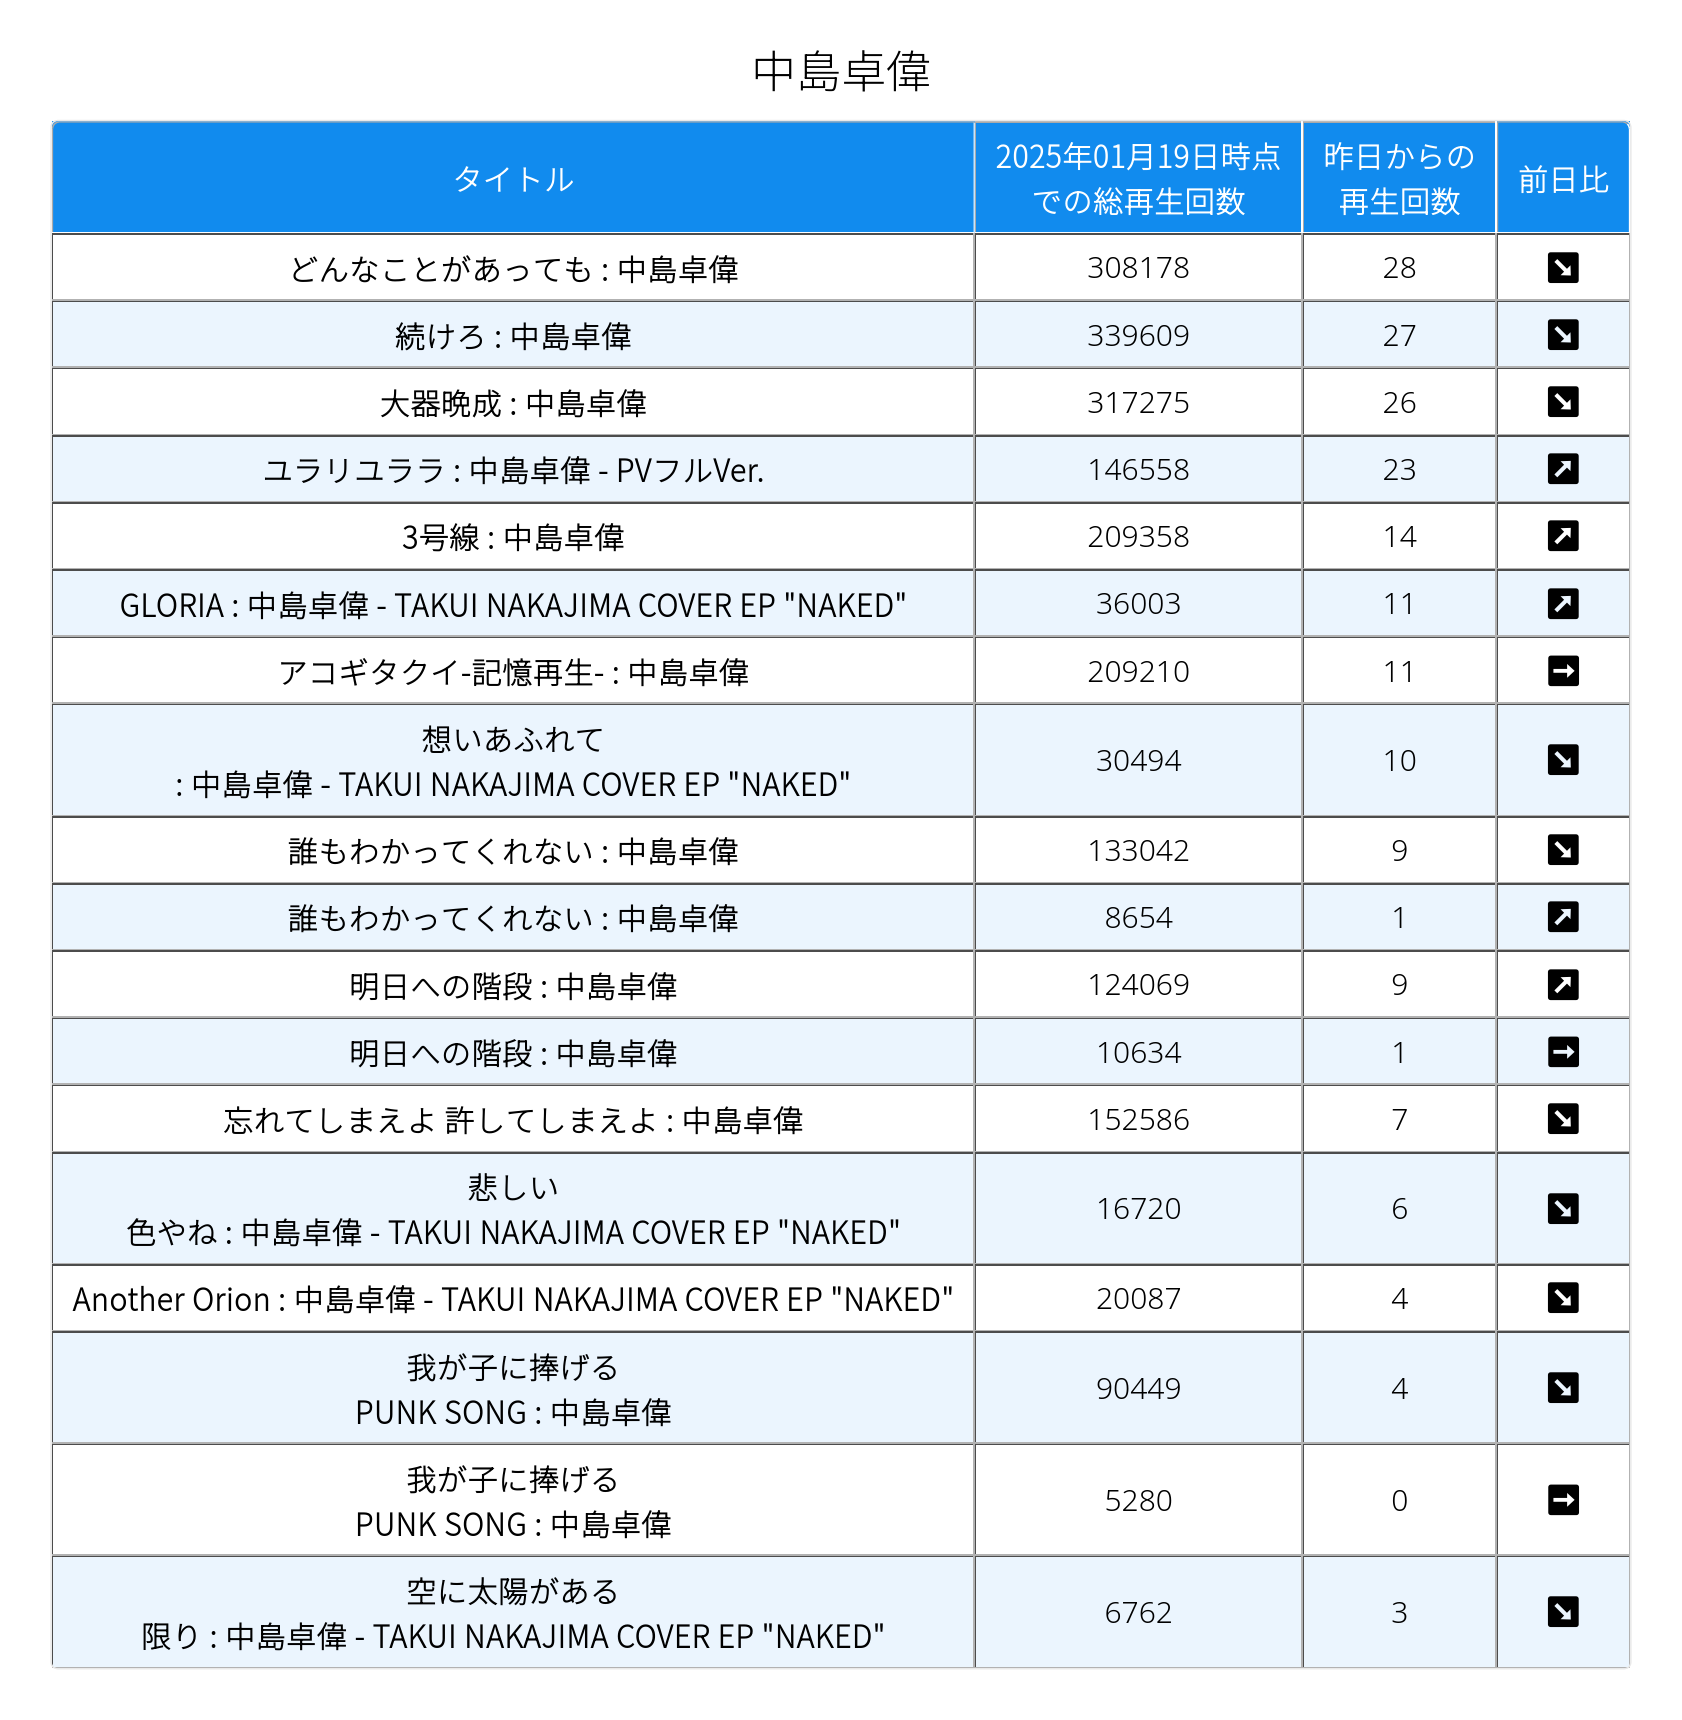 中島卓偉
タイトル
2025年01月19日時点
での総再生回数
昨日からの
再生回数
前日比
どんなことがあっても : 中島卓偉 308178 28 ↘
続けろ : 中島卓偉 339609 27 ↘
大器晩成 : 中島卓偉 317275 26 ↘
ユラリユララ : 中島卓偉 - PVフルVer. 146558 23 ↗
3号線 : 中島卓偉 209358 14 ↗
GLORIA : 中島卓偉 - TAKUI NAKAJIMA COVER EP "NAKED" 36003 11 ↗
アコギタクイ-記憶再生- : 中島卓偉 209210 11 →
想いあふれて
: 中島卓偉 - TAKUI NAKAJIMA COVER EP "NAKED" 30494 10 ↘
誰もわかってくれない : 中島卓偉 133042 9 ↘
誰もわかってくれない : 中島卓偉 8654 1 ↗
明日への階段 : 中島卓偉 124069 9 ↗
明日への階段 : 中島卓偉 10634 1 →
忘れてしまえよ 許してしまえよ : 中島卓偉 152586 7 ↘
悲しい
色やね : 中島卓偉 - TAKUI NAKAJIMA COVER EP "NAKED" 16720 6 ↘
Another Orion : 中島卓偉 - TAKUI NAKAJIMA COVER EP "NAKED" 20087 4 ↘
我が子に捧げる
PUNK SONG : 中島卓偉 90449 4 ↘
我が子に捧げる
PUNK SONG : 中島卓偉 5280 0 →
空に太陽がある
限り : 中島卓偉 - TAKUI NAKAJIMA COVER EP "NAKED" 6762 3 ↘